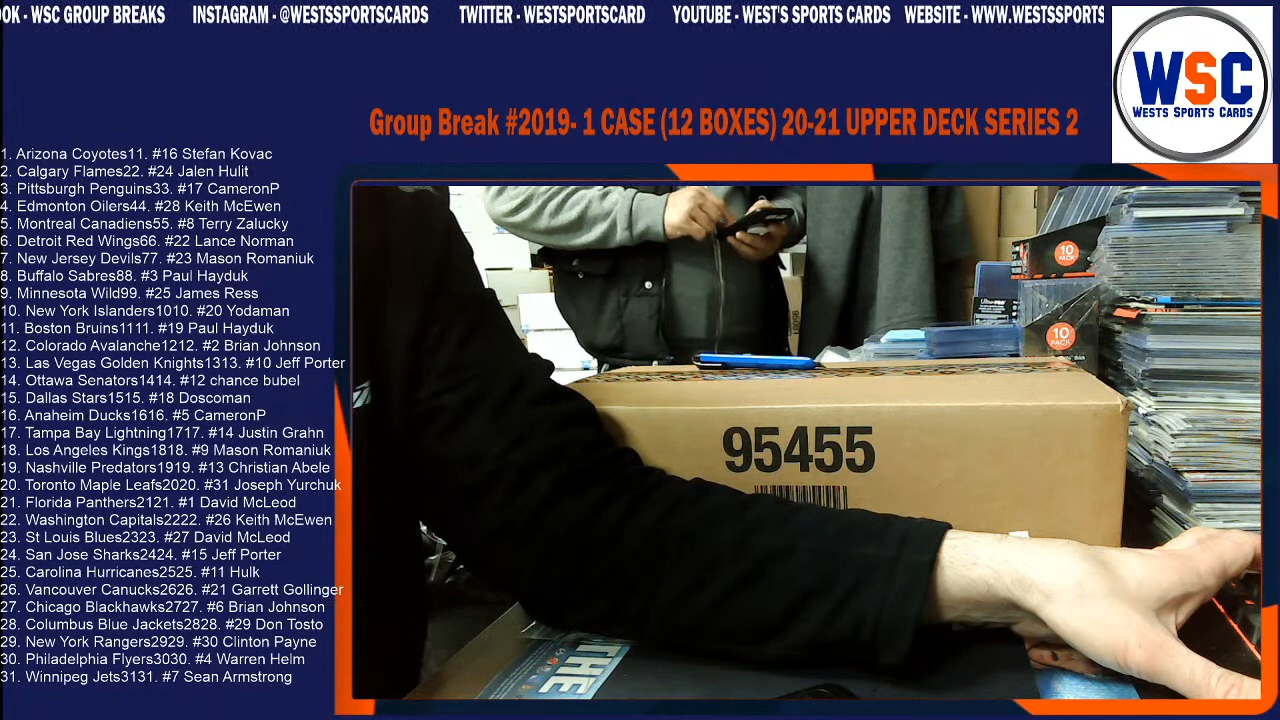 OOK - WSC GROUP BREAKS INSTAGRAM - @WESTSSPORTSCARDS TWITTER - WESTSPORTSCARD YOUTUBE - WEST'S SPORTS CARDS WEBSITE - WWW.WESTSSPORTS
WSC
WESTS SPORTS CARDS
Group Break #2019- 1 CASE (12 BOXES) 20-21 UPPER DECK SERIES 2
1. Arizona Coyotes11. #16 Stefan Kovac
2. Calgary Flames22. #24 Jalen Hulit
3. Pittsburgh Penguins33. #17 CameronP
4. Edmonton Oilers44. #28 Keith McEwen
5. Montreal Canadiens55. #8 Terry Zalucky
6. Detroit Red Wings66. #22 Lance Norman
7. New Jersey Devils77. #23 Mason Romaniuk
8. Buffalo Sabres88. #3 Paul Hayduk
9. Minnesota Wild99. #25 James Ress
10. New York Islanders1010. #20 Yodaman
11. Boston Bruins1111. #19 Paul Hayduk
12. Colorado Avalanche1212. #2 Brian Johnson
13. Las Vegas Golden Knights1313. #10 Jeff Porter
14. Ottawa Senators1414. #12 chance bubel
15. Dallas Stars1515. #18 Doscoman
16. Anaheim Ducks1616. #5 CameronP
17. Tampa Bay Lightning1717. #14 Justin Grahn
18. Los Angeles Kings1818. #9 Mason Romaniuk
19. Nashville Predators1919. #13 Christian Abele
20. Toronto Maple Leafs2020. #31 Joseph Yurchuk
21. Florida Panthers2121. #1 David McLeod
22. Washington Capitals2222. #26 Keith McEwen
23. St Louis Blues2323. #27 David McLeod
24. San Jose Sharks2424. #15 Jeff Porter
25. Carolina Hurricanes2525. #11 Hulk
26. Vancouver Canucks2626. #21 Garrett Gollinger
27. Chicago Blackhawks2727. #6 Brian Johnson
28. Columbus Blue Jackets2828. #29 Don Tosto
29. New York Rangers2929. #30 Clinton Payne
30. Philadelphia Flyers3030. #4 Warren Helm
31. Winnipeg Jets3131. #7 Sean Armstrong
10
PACK
10
PACK
95455
THE